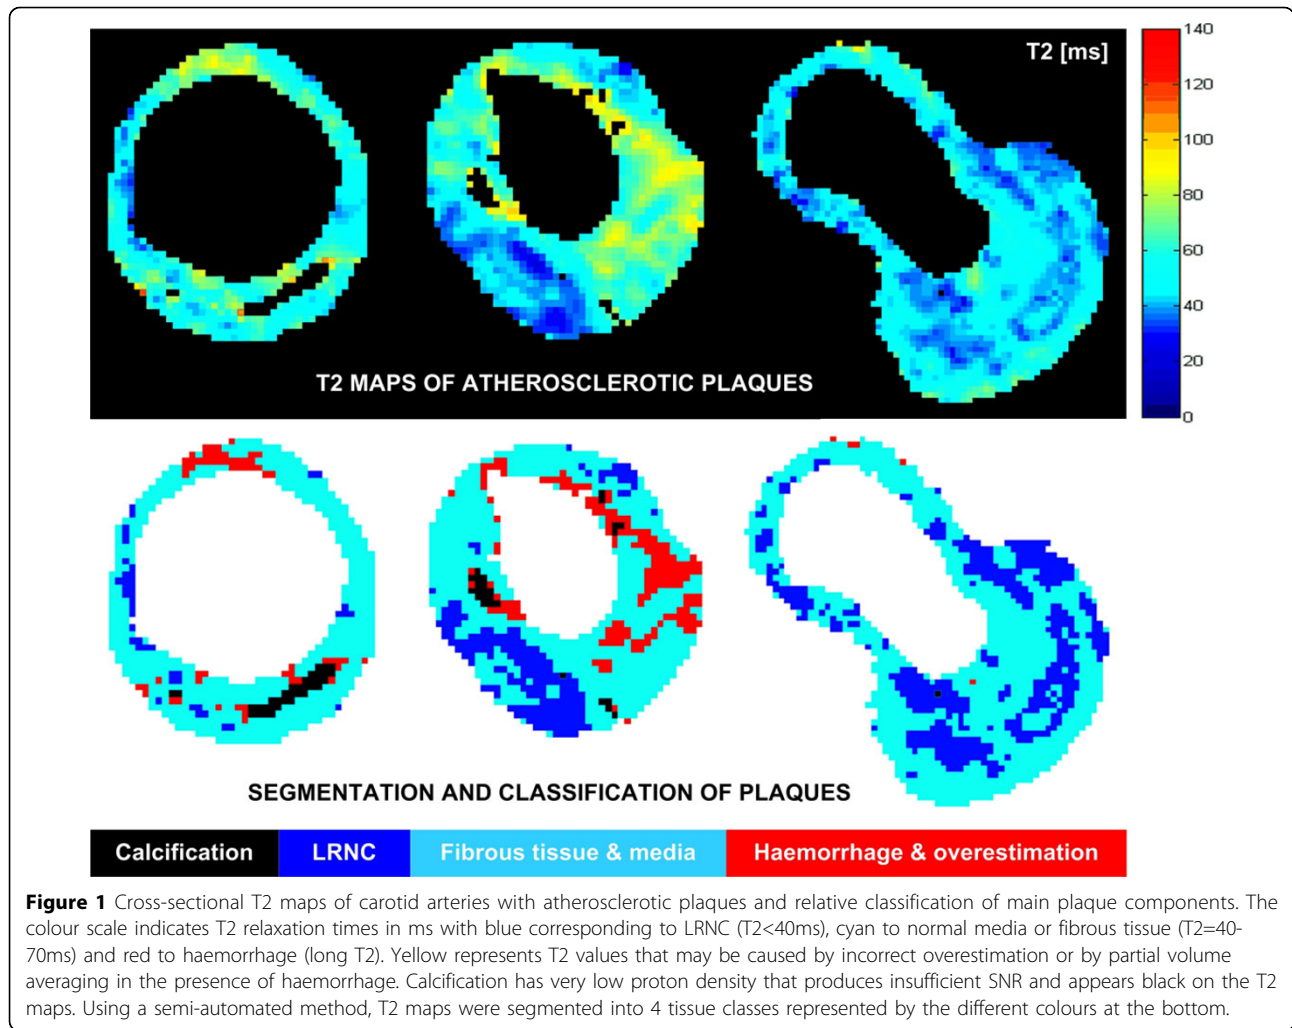 T2 [ms]
140
120
100
80
60
40
20
0
T2 MAPS OF ATHEROSCLEROTIC PLAQUES
SEGMENTATION AND CLASSIFICATION OF PLAQUES
Calcification
LRNC
Fibrous tissue & media
Haemorrhage & overestimation
Figure 1 Cross-sectional T2 maps of carotid arteries with atherosclerotic plaques and relative classification of main plaque components. The
colour scale indicates T2 relaxation times in ms with blue corresponding to LRNC (T2<40ms), cyan to normal media or fibrous tissue (T2=40-
70ms) and red to haemorrhage (long T2). Yellow represents T2 values that may be caused by incorrect overestimation or by partial volume
averaging in the presence of haemorrhage. Calcification has very low proton density that produces insufficient SNR and appears black on the T2
maps. Using a semi-automated method, T2 maps were segmented into 4 tissue classes represented by the different colours at the bottom.